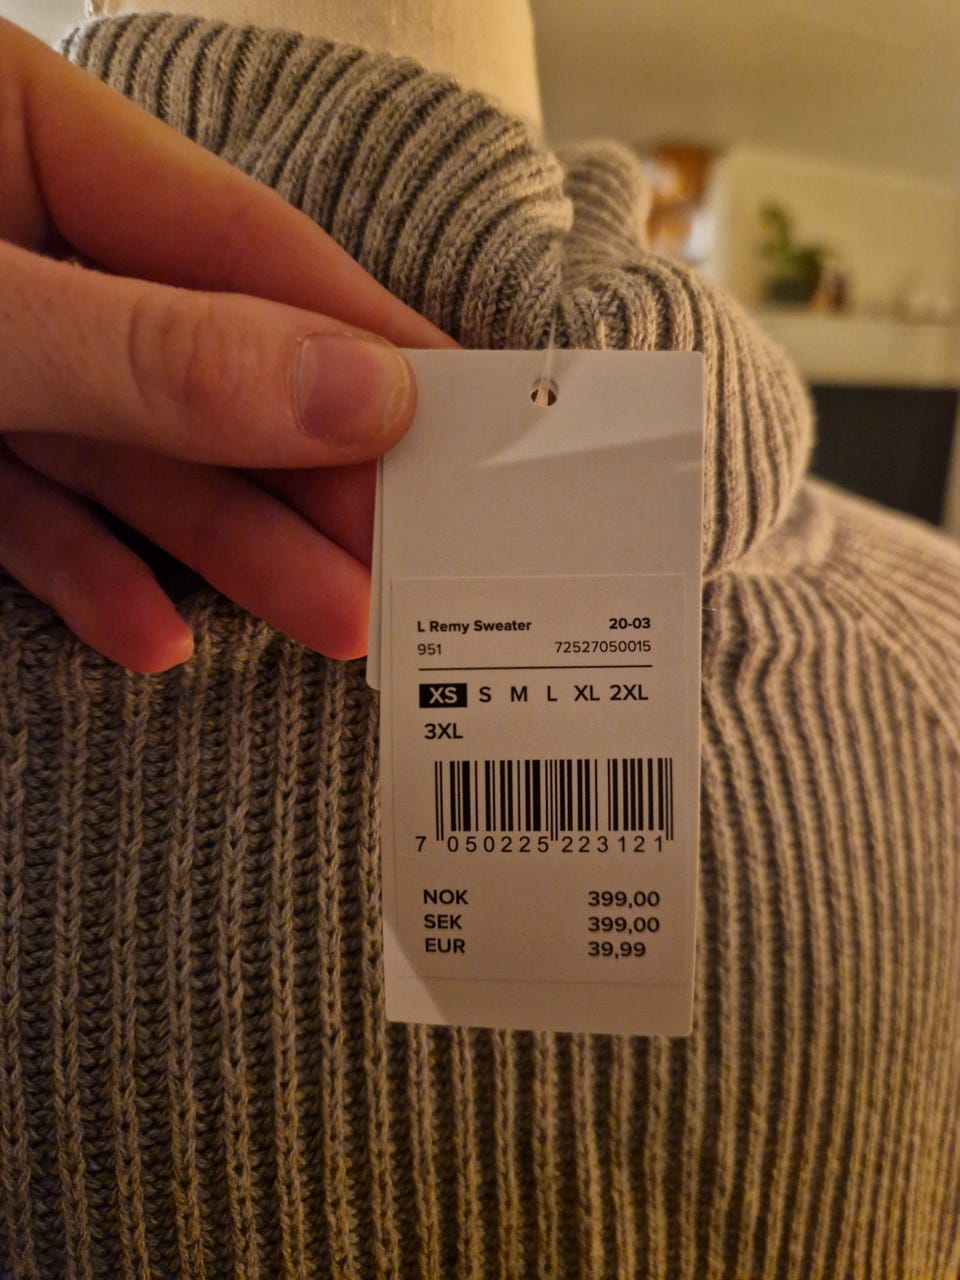 L Remy Sweater 20-03
951 72527050015
XS S M L XL 2XL
3XL
7 050225 223121
NOK 399,00
SEK 399,00
EUR 39,99